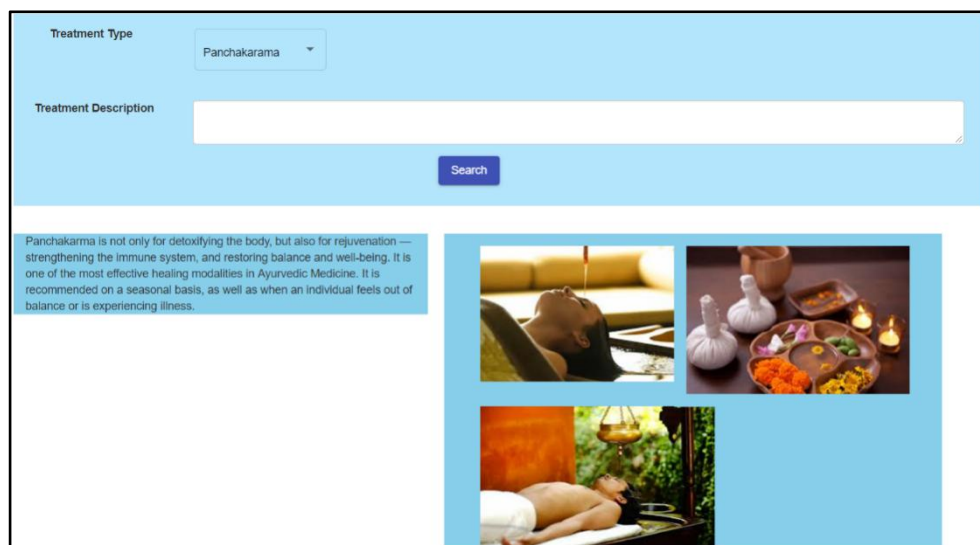 Treatment Type
Panchakarama
Treatment Description
Search
Panchakarma is not only for detoxifying the body, but also for rejuvenation —
strengthening the immune system, and restoring balance and well-being. It is
one of the most effective healing modalities in Ayurvedic Medicine. It is
recommended on a seasonal basis, as well as when an individual feels out of
balance or is experiencing illness.